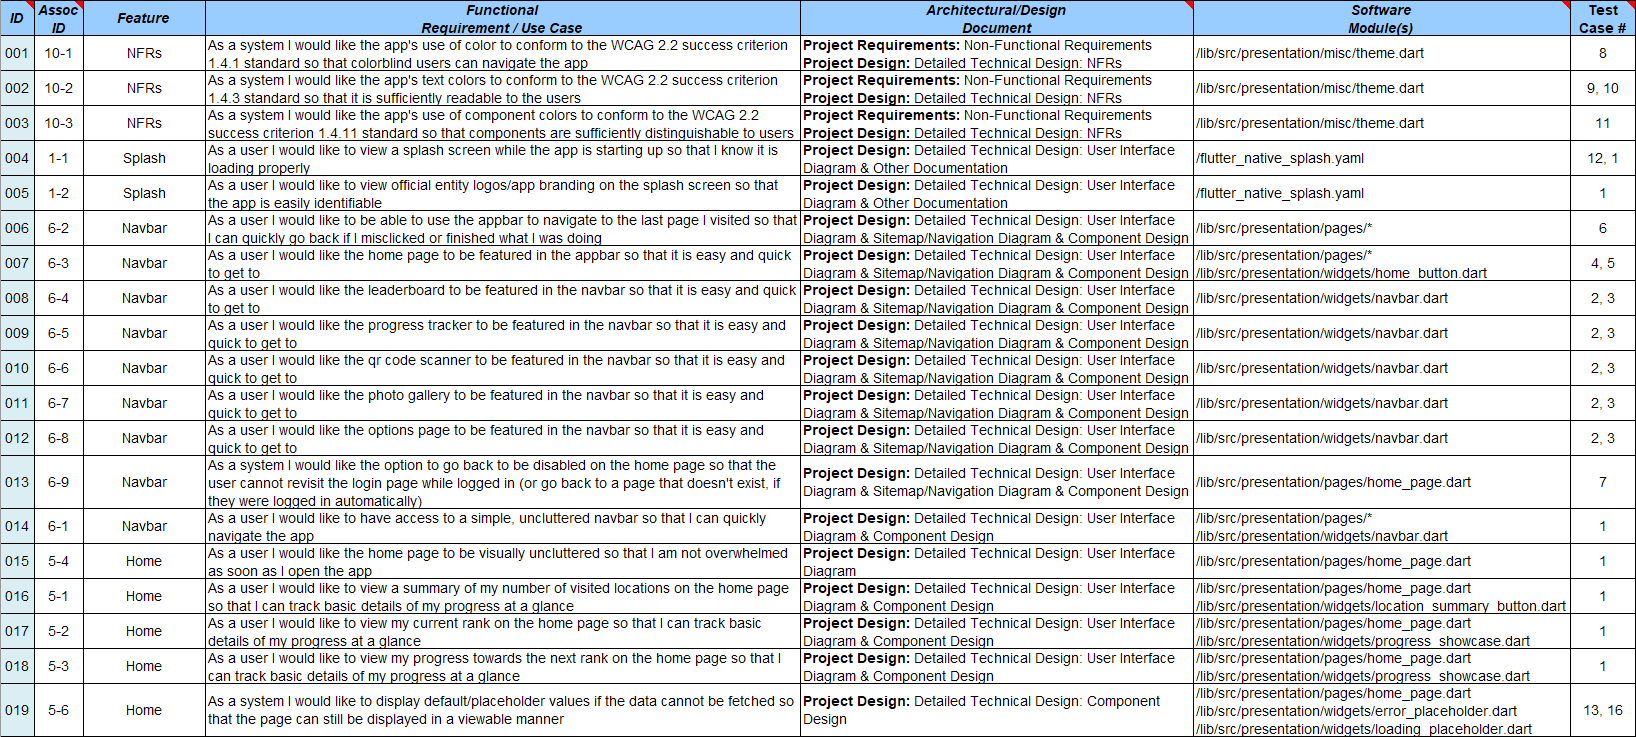 ID Assoc ID Feature Functional Requirement / Use Case Architectural/Design Document Software Module(s) Test Case #
001 10-1 NFRs As a system I would like the app's use of color to conform to the WCAG 2.2 success criterion Project Requirements: Non-Functional Requirements /lib/src/presentation/misc/theme.dart 8
1.4.1 standard so that colorblind users can navigate the app Project Design: Detailed Technical Design: NFRs
002 10-2 NFRs As a system I would like the app's text colors to conform to the WCAG 2.2 success criterion Project Requirements: Non-Functional Requirements /lib/src/presentation/misc/theme.dart 9, 10
1.4.3 standard so that it is sufficiently readable to the users Project Design: Detailed Technical Design: NFRs
003 10-3 NFRs As a system I would like the app's use of component colors to conform to the WCAG 2.2 Project Requirements: Non-Functional Requirements /lib/src/presentation/misc/theme.dart 11
success criterion 1.4.11 standard so that components are sufficiently distinguishable to users Project Design: Detailed Technical Design: NFRs
004 1-1 Splash As a user I would like to view a splash screen while the app is starting up so that I know it is Project Design: Detailed Technical Design: User Interface /flutter_native_splash.yaml 12, 1
loading properly Diagram & Other Documentation
005 1-2 Splash As a user I would like to view official entity logos/app branding on the splash screen so that Project Design: Detailed Technical Design: User Interface /flutter_native_splash.yaml 1
the app is easily identifiable Diagram & Other Documentation
006 6-2 Navbar As a user I would like to be able to use the appbar to navigate to the last page I visited so that Project Design: Detailed Technical Design: User Interface /lib/src/presentation/pages/* 6
I can quickly go back if I misclicked or finished what I was doing Diagram & Sitemap/Navigation Diagram & Component Design
007 6-3 Navbar As a user I would like the home page to be featured in the appbar so that it is easy and quick Project Design: Detailed Technical Design: User Interface /lib/src/presentation/pages/* 4, 5
to get to Diagram & Sitemap/Navigation Diagram & Component Design /lib/src/presentation/widgets/home_button.dart
008 6-4 Navbar As a user I would like the leaderboard to be featured in the navbar so that it is easy and quick Project Design: Detailed Technical Design: User Interface /lib/src/presentation/widgets/navbar.dart 2, 3
to get to Diagram & Sitemap/Navigation Diagram & Component Design
009 6-5 Navbar As a user I would like the progress tracker to be featured in the navbar so that it is easy and Project Design: Detailed Technical Design: User Interface /lib/src/presentation/widgets/navbar.dart 2, 3
quick to get to Diagram & Sitemap/Navigation Diagram & Component Design
010 6-6 Navbar As a user I would like the qr code scanner to be featured in the navbar so that it is easy and Project Design: Detailed Technical Design: User Interface /lib/src/presentation/widgets/navbar.dart 2, 3
quick to get to Diagram & Sitemap/Navigation Diagram & Component Design
011 6-7 Navbar As a user I would like the photo gallery to be featured in the navbar so that it is easy and Project Design: Detailed Technical Design: User Interface /lib/src/presentation/widgets/navbar.dart 2, 3
quick to get to Diagram & Sitemap/Navigation Diagram & Component Design
012 6-8 Navbar As a user I would like the options page to be featured in the navbar so that it is easy and Project Design: Detailed Technical Design: User Interface /lib/src/presentation/widgets/navbar.dart 2, 3
quick to get to Diagram & Sitemap/Navigation Diagram & Component Design
013 6-9 Navbar As a system I would like the option to go back to be disabled on the home page so that the Project Design: Detailed Technical Design: User Interface /lib/src/presentation/pages/home_page.dart 7
user cannot revisit the login page while logged in (or go back to a page that doesn't exist, if Diagram & Sitemap/Navigation Diagram & Component Design
they were logged in automatically)
014 6-1 Navbar As a user I would like to have access to a simple, uncluttered navbar so that I can quickly Project Design: Detailed Technical Design: User Interface /lib/src/presentation/pages/* 1
navigate the app Diagram & Component Design /lib/src/presentation/widgets/navbar.dart
015 5-4 Home As a user I would like the home page to be visually uncluttered so that I am not overwhelmed Project Design: Detailed Technical Design: User Interface /lib/src/presentation/pages/home_page.dart 1
as soon as I open the app Diagram
016 5-1 Home As a user I would like to view a summary of my number of visited locations on the home page Project Design: Detailed Technical Design: User Interface /lib/src/presentation/pages/home_page.dart 1
so that I can track basic details of my progress at a glance Diagram & Component Design /lib/src/presentation/widgets/location_summary_button.dart
017 5-2 Home As a user I would like to view my current rank on the home page so that I can track basic Project Design: Detailed Technical Design: User Interface /lib/src/presentation/pages/home_page.dart 1
details of my progress at a glance Diagram & Component Design /lib/src/presentation/widgets/progress_showcase.dart
018 5-3 Home As a user I would like to view my progress towards the next rank on the home page so that I Project Design: Detailed Technical Design: User Interface /lib/src/presentation/pages/home_page.dart 1
can track basic details of my progress at a glance Diagram & Component Design /lib/src/presentation/widgets/progress_showcase.dart
019 5-6 Home As a system I would like to display default/placeholder values if the data cannot be fetched so Project Design: Detailed Technical Design: Component /lib/src/presentation/pages/home_page.dart 13, 16
that the page can still be displayed in a viewable manner Design /lib/src/presentation/widgets/error_placeholder.dart
/lib/src/presentation/widgets/loading_placeholder.dart